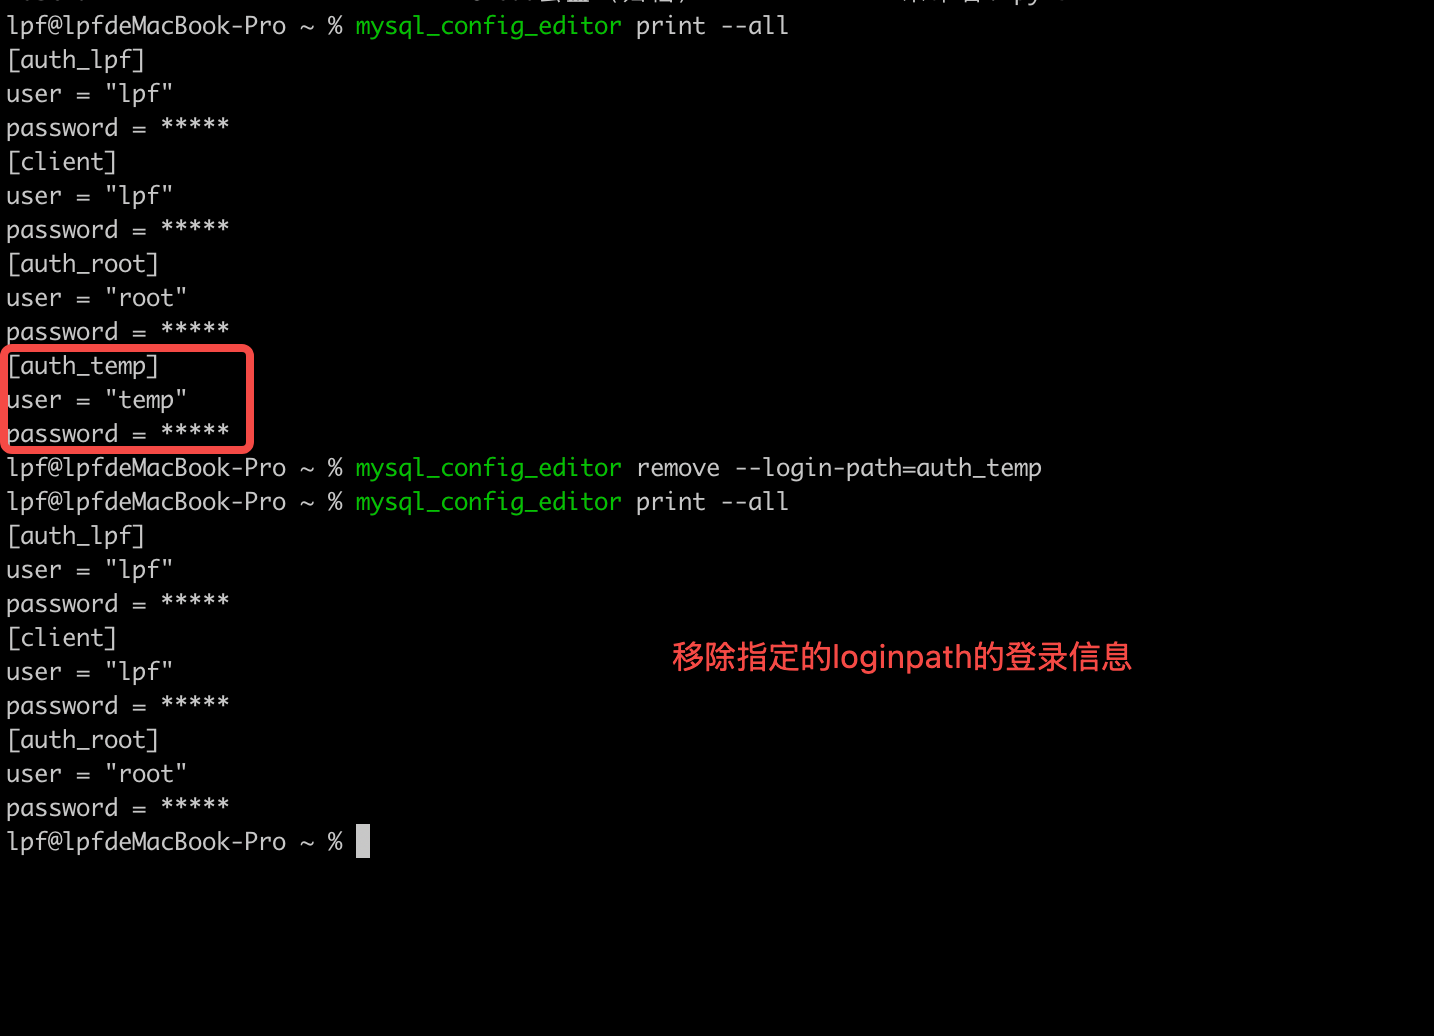 lpf@lpfdeMacBook-Pro ~ % mysql_config_editor print --all
[auth_lpf]
user = "lpf"
password = *****
[client]
user = "lpf"
password = *****
[auth_root]
user = "root"
password = *****
[auth_temp]
user = "temp"
password = *****
lpf@lpfdeMacBook-Pro ~ % mysql_config_editor remove --login-path=auth_temp
lpf@lpfdeMacBook-Pro ~ % mysql_config_editor print --all
[auth_lpf]
user = "lpf"
password = *****
[client]
移除指定的loginpath的登录信息
user = "lpf"
password = *****
[auth_root]
user = "root"
password = *****
lpf@lpfdeMacBook-Pro ~ %